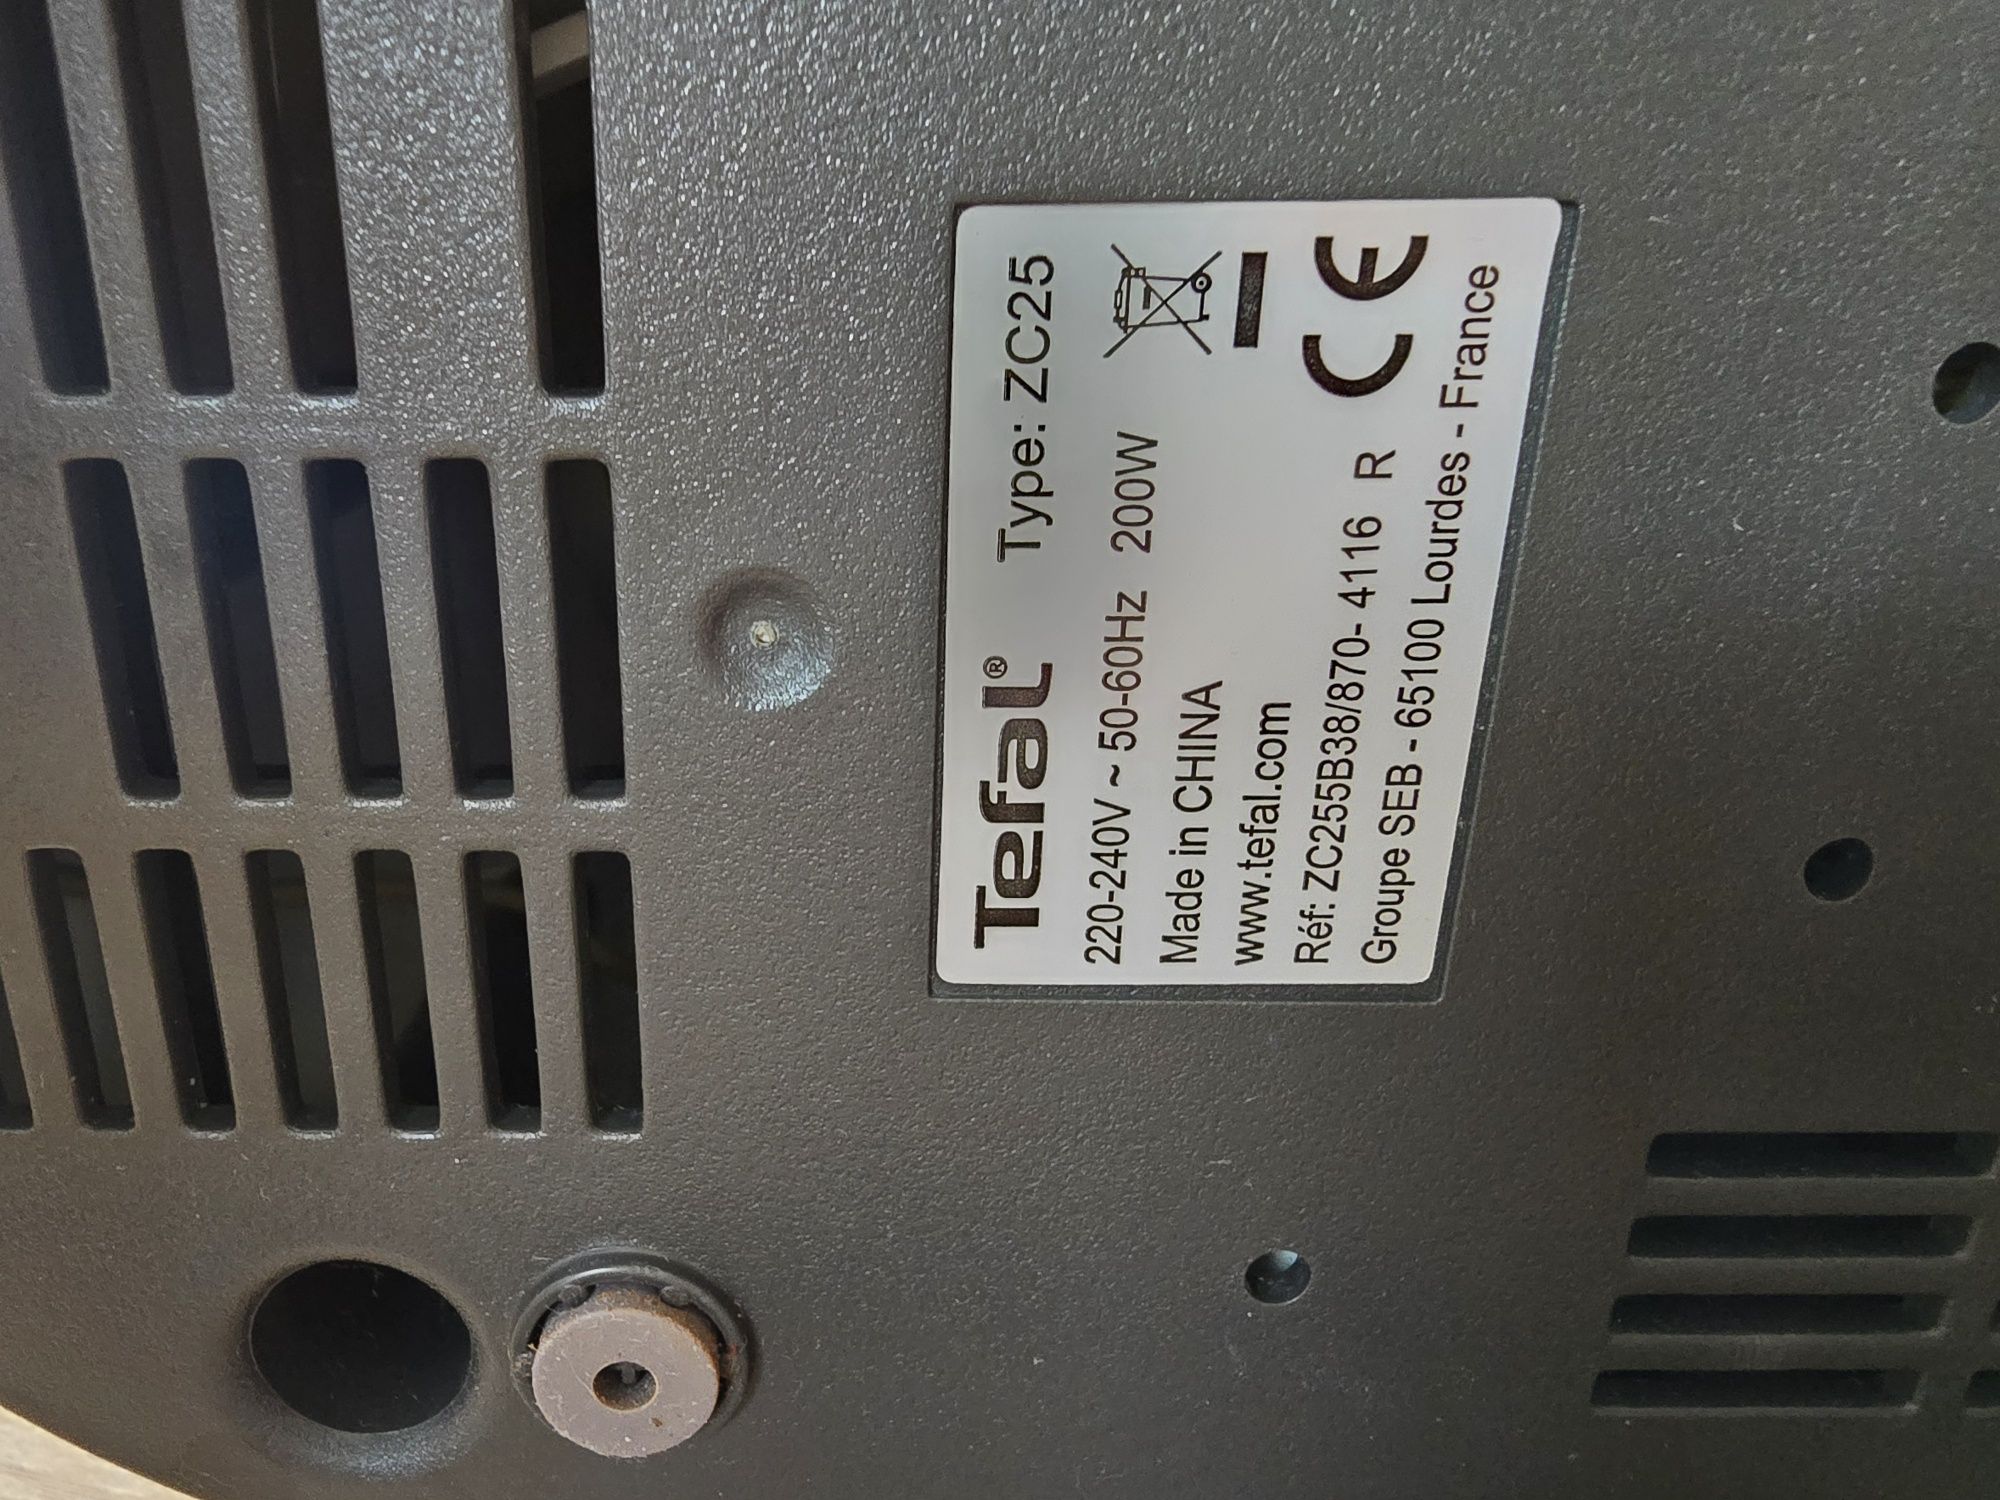 Tefal® Type: ZC25
220-240V ~ 50-60Hz 200W
Made in CHINA
www.tefal.com
Réf: ZC255B38/870- 4116 R
CE
Groupe SEB - 65100 Lourdes - France